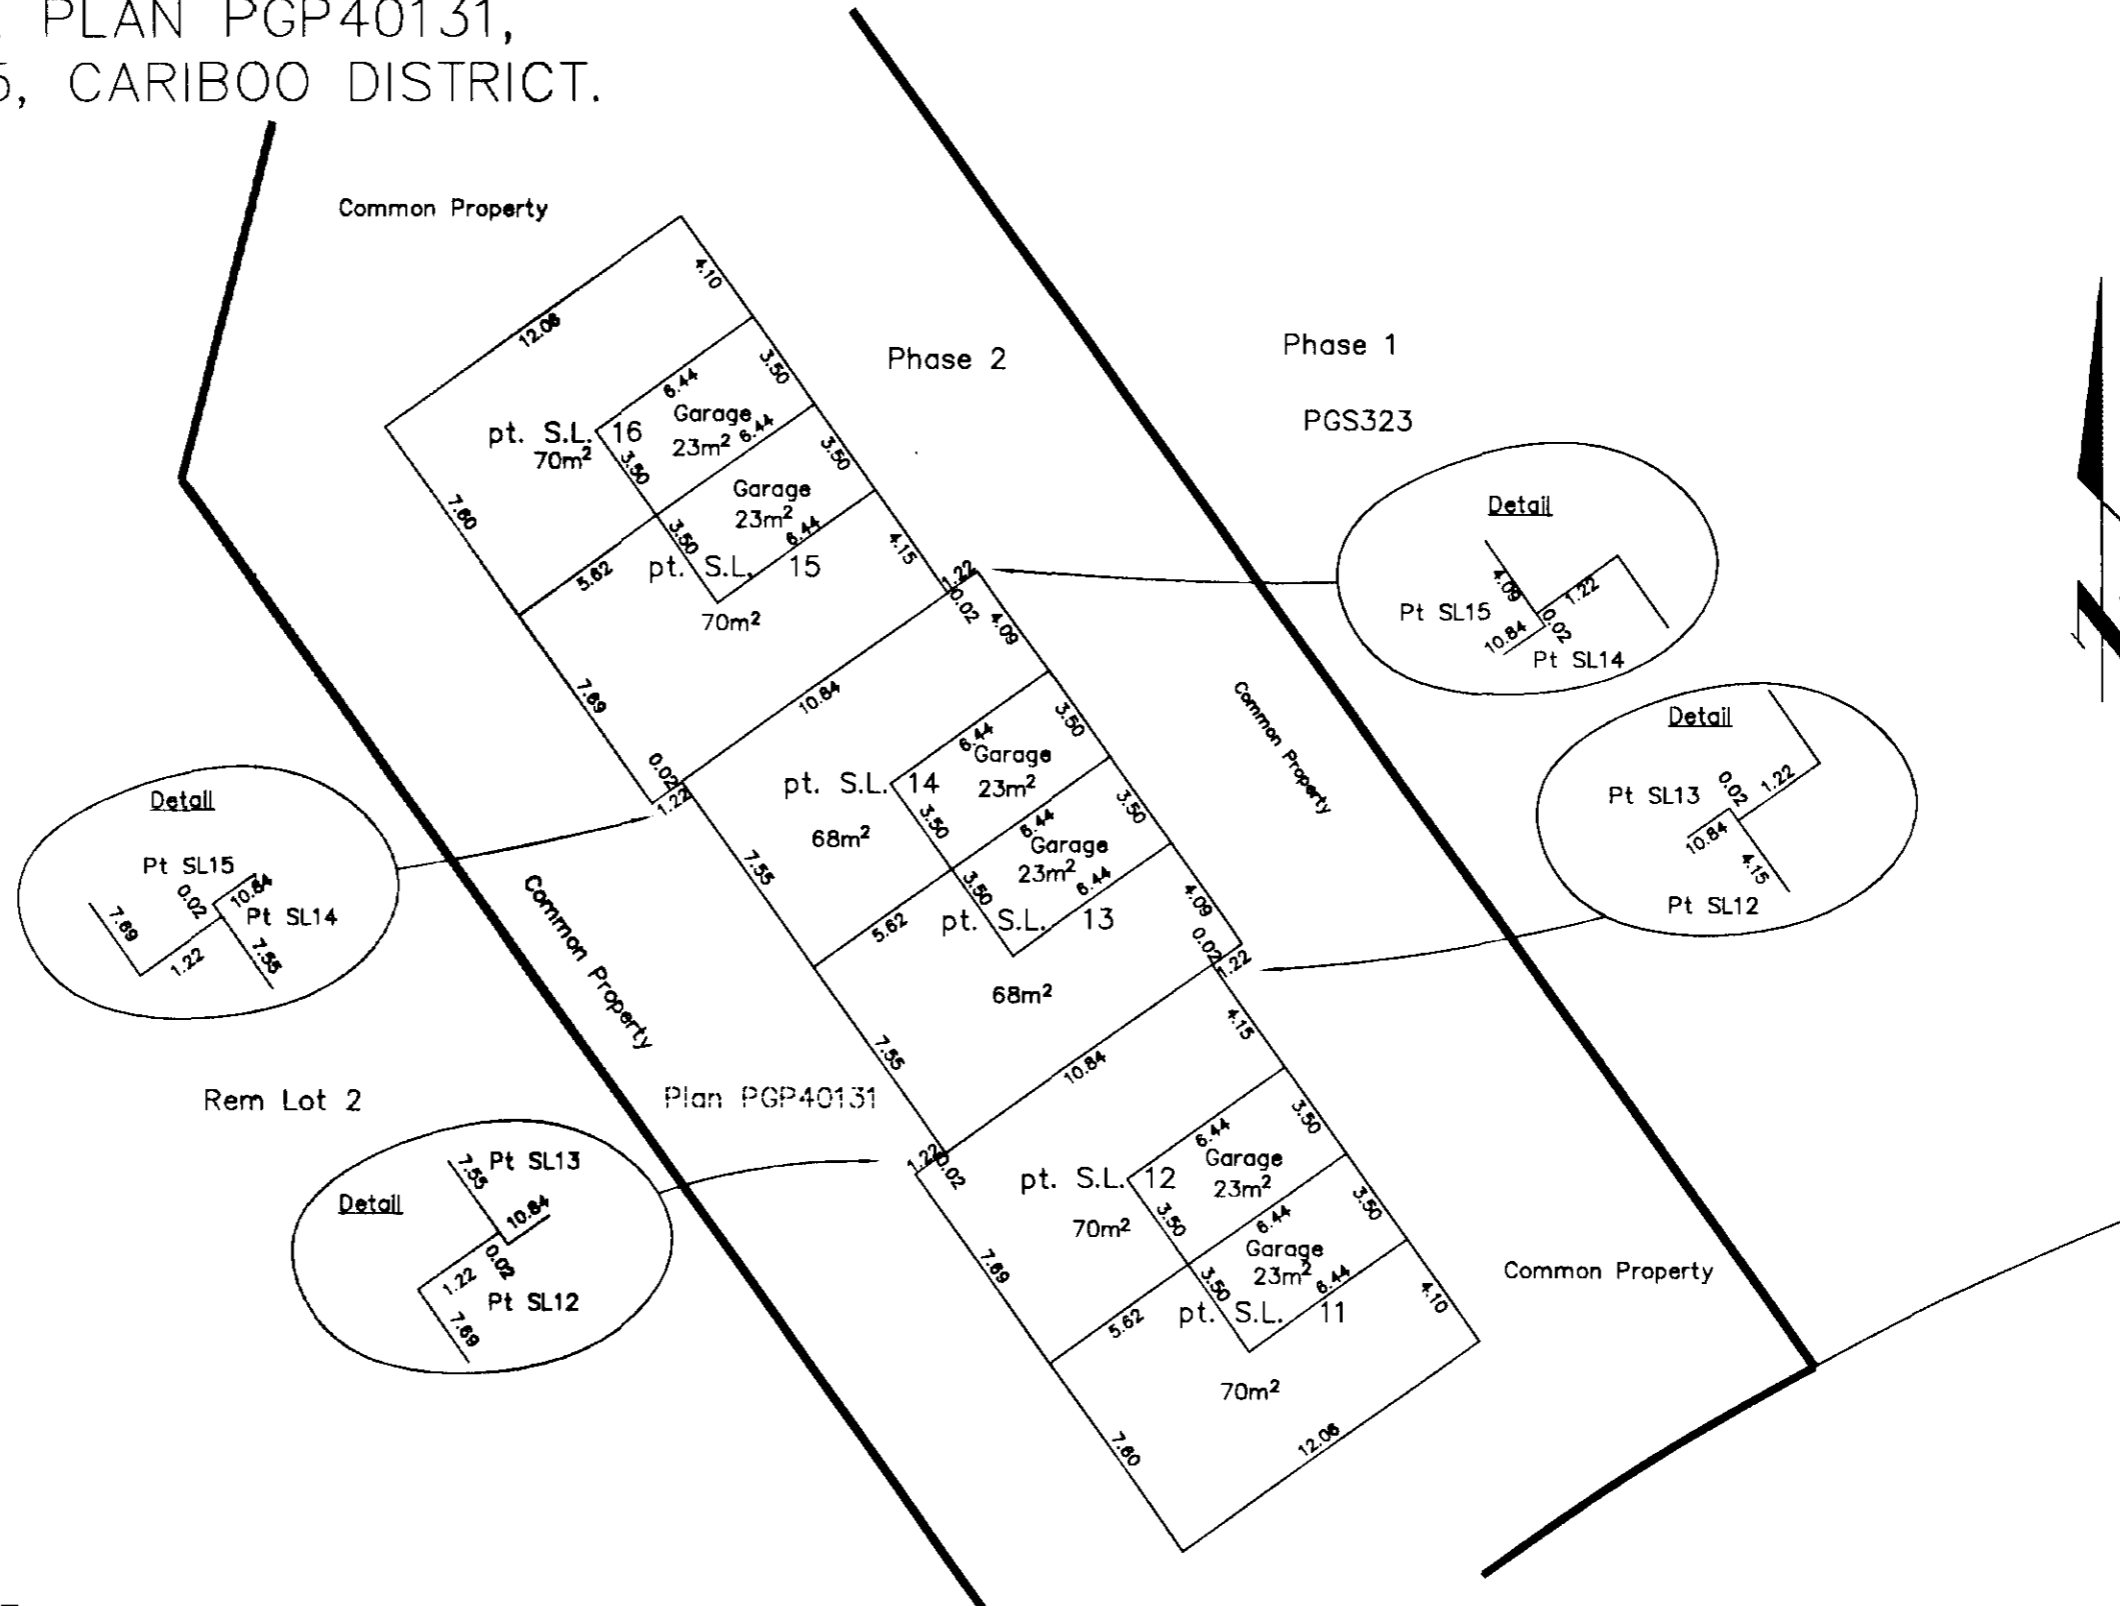 PLAN PGP40131,
5, CARIBOO DISTRICT.
Common Property
4.10
12.06
3.50
Phase 2
Phase 1
PGS323
6.44
Garage
23m²
6.44
pt. S.L. 16
70m²
3.50
3.50
Garage
23m²
6.44
7.60
3.50
pt. S.L. 15
70m²
5.62
4.15
1.22
0.02
4.09
Detail
4.09
1.22
Pt SL15
0.02
10.84
Pt SL14
7.69
10.84
Common Property
Detail
Pt SL13
0.02
1.22
10.84
4.15
Pt SL12
3.50
6.44
Garage
23m²
pt. S.L. 14
68m²
3.50
6.44
3.50
Garage
23m²
6.44
0.02
1.22
Detail
Pt SL15
0.02
10.84
Pt SL14
7.69
1.22
7.55
7.55
Common Property
3.50
pt. S.L. 13
68m²
5.62
4.09
0.02
1.22
4.15
7.55
10.84
Rem Lot 2
Plan PGP40131
Pt SL13
7.55
Detail
10.84
0.02
1.22
Pt SL12
7.69
1.22
0.02
3.50
6.44
Garage
23m²
pt. S.L. 12
70m²
3.50
6.44
3.50
Garage
23m²
6.44
7.69
3.50
pt. S.L. 11
70m²
5.62
4.10
Common Property
7.60
12.06